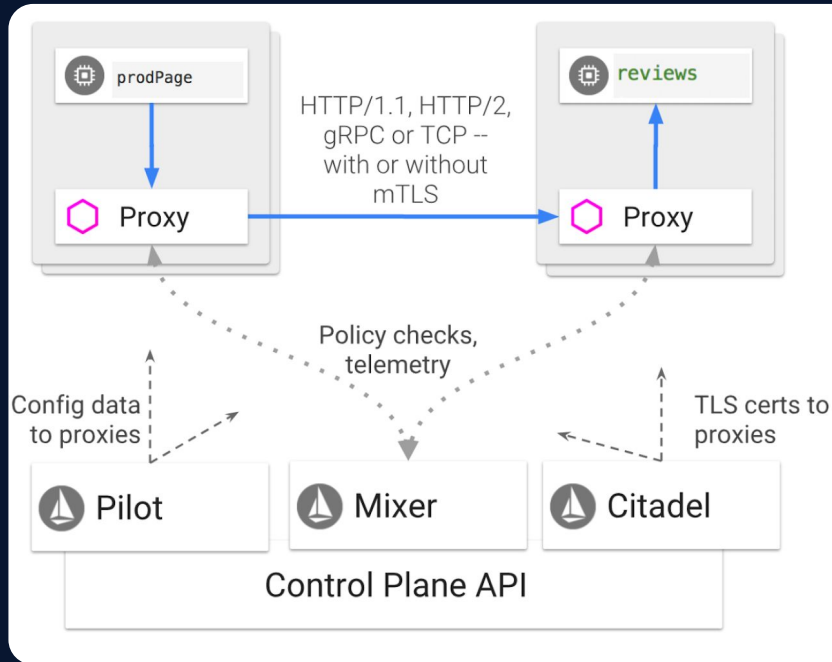 prodPage
reviews
HTTP/1.1, HTTP/2,
gRPC or TCP --
with or without
mTLS
Proxy
Proxy
Policy checks,
telemetry
Config data
to proxies
TLS certs to
proxies
Pilot
Mixer
Citadel
Control Plane API